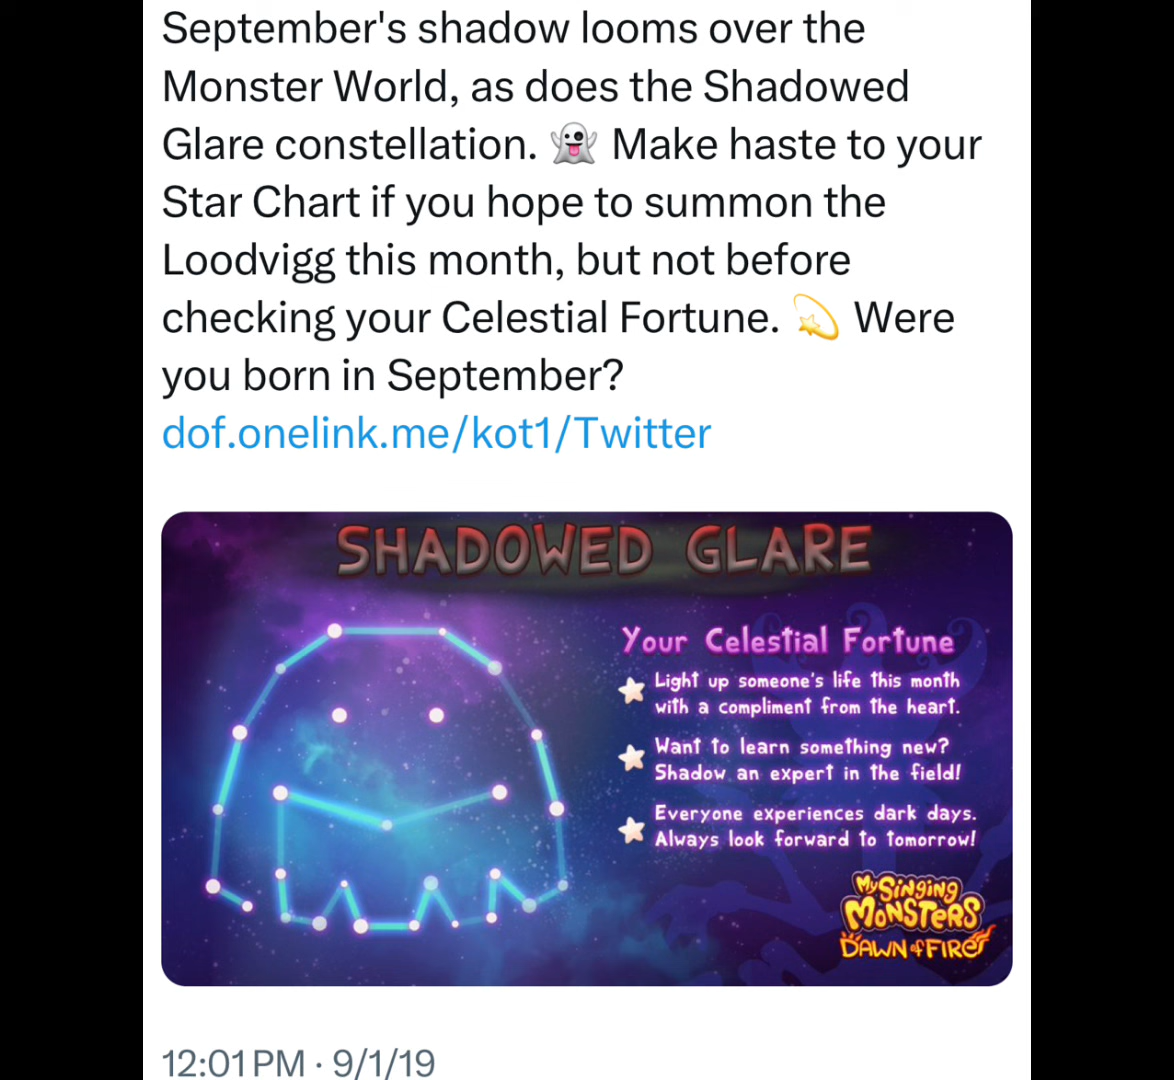 September's shadow looms over the
Monster World, as does the Shadowed
Glare constellation. 👻 Make haste to your
Star Chart if you hope to summon the
Loodvigg this month, but not before
checking your Celestial Fortune. 💫 Were
you born in September?
dof.onelink.me/kot1/Twitter
SHADOWED GLARE
Your Celestial Fortune
Light up someone's life this month
with a compliment from the heart.
Want to learn something new?
Shadow an expert in the field!
Everyone experiences dark days.
Always look forward to tomorrow!
My Singing
Monsters
Dawn of Fire
12:01 PM · 9/1/19